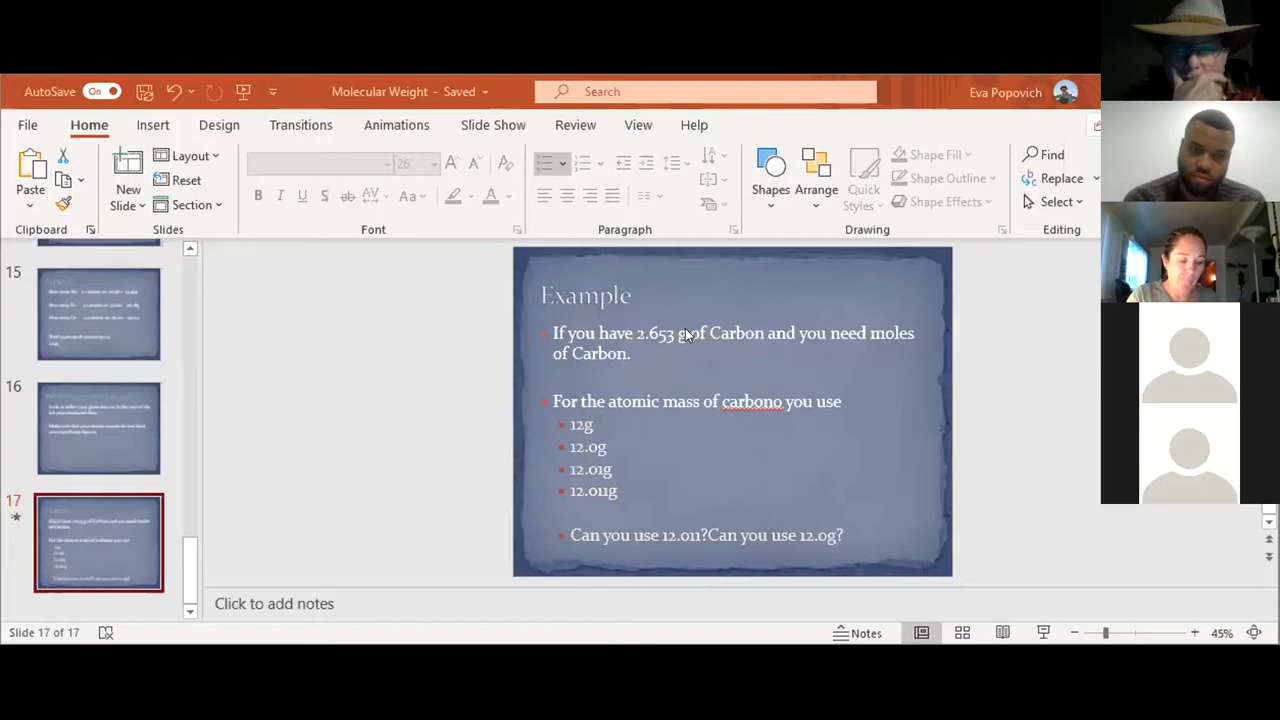 AutoSave On Molecular Weight - Saved Search Eva Popovich
File Home Insert Design Transitions Animations Slide Show Review View Help
Paste
Clipboard
New Slide
Layout
Reset
Section
Slides
26
B I U S ab AV Aa A
Font
Paragraph
Shapes
Arrange
Quick Styles
Shape Fill
Shape Outline
Shape Effects
Drawing
Find
Replace
Select
Editing
15
16
17
Example
If you have 2.653 g of Carbon and you need moles
of Carbon.
For the atomic mass of carbono you use
12g
12.0g
12.01g
12.011g
Can you use 12.011?Can you use 12.0g?
Click to add notes
Slide 17 of 17
Notes
45%